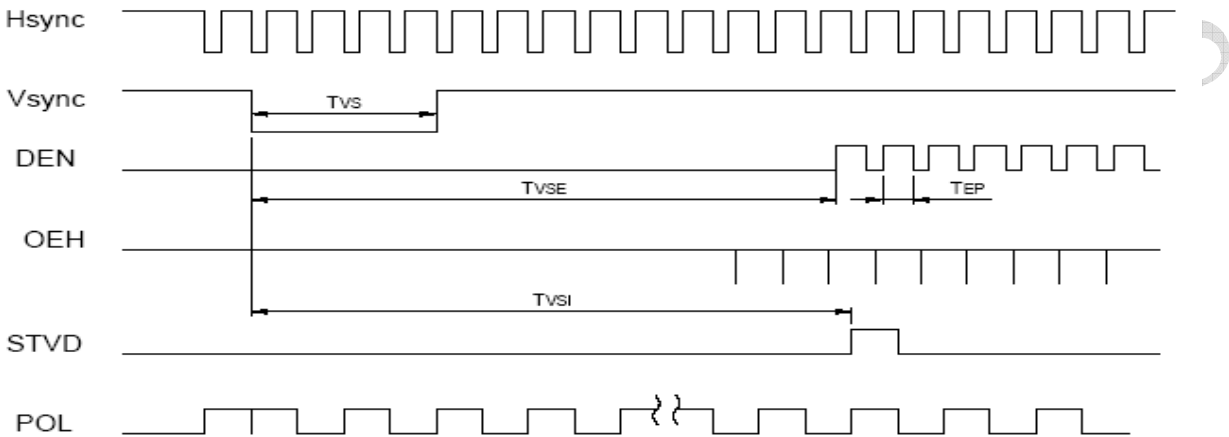 Hsync
Vsync
TVS
DEN
TVSE
TEP
OEH
TVSI
STVD
POL